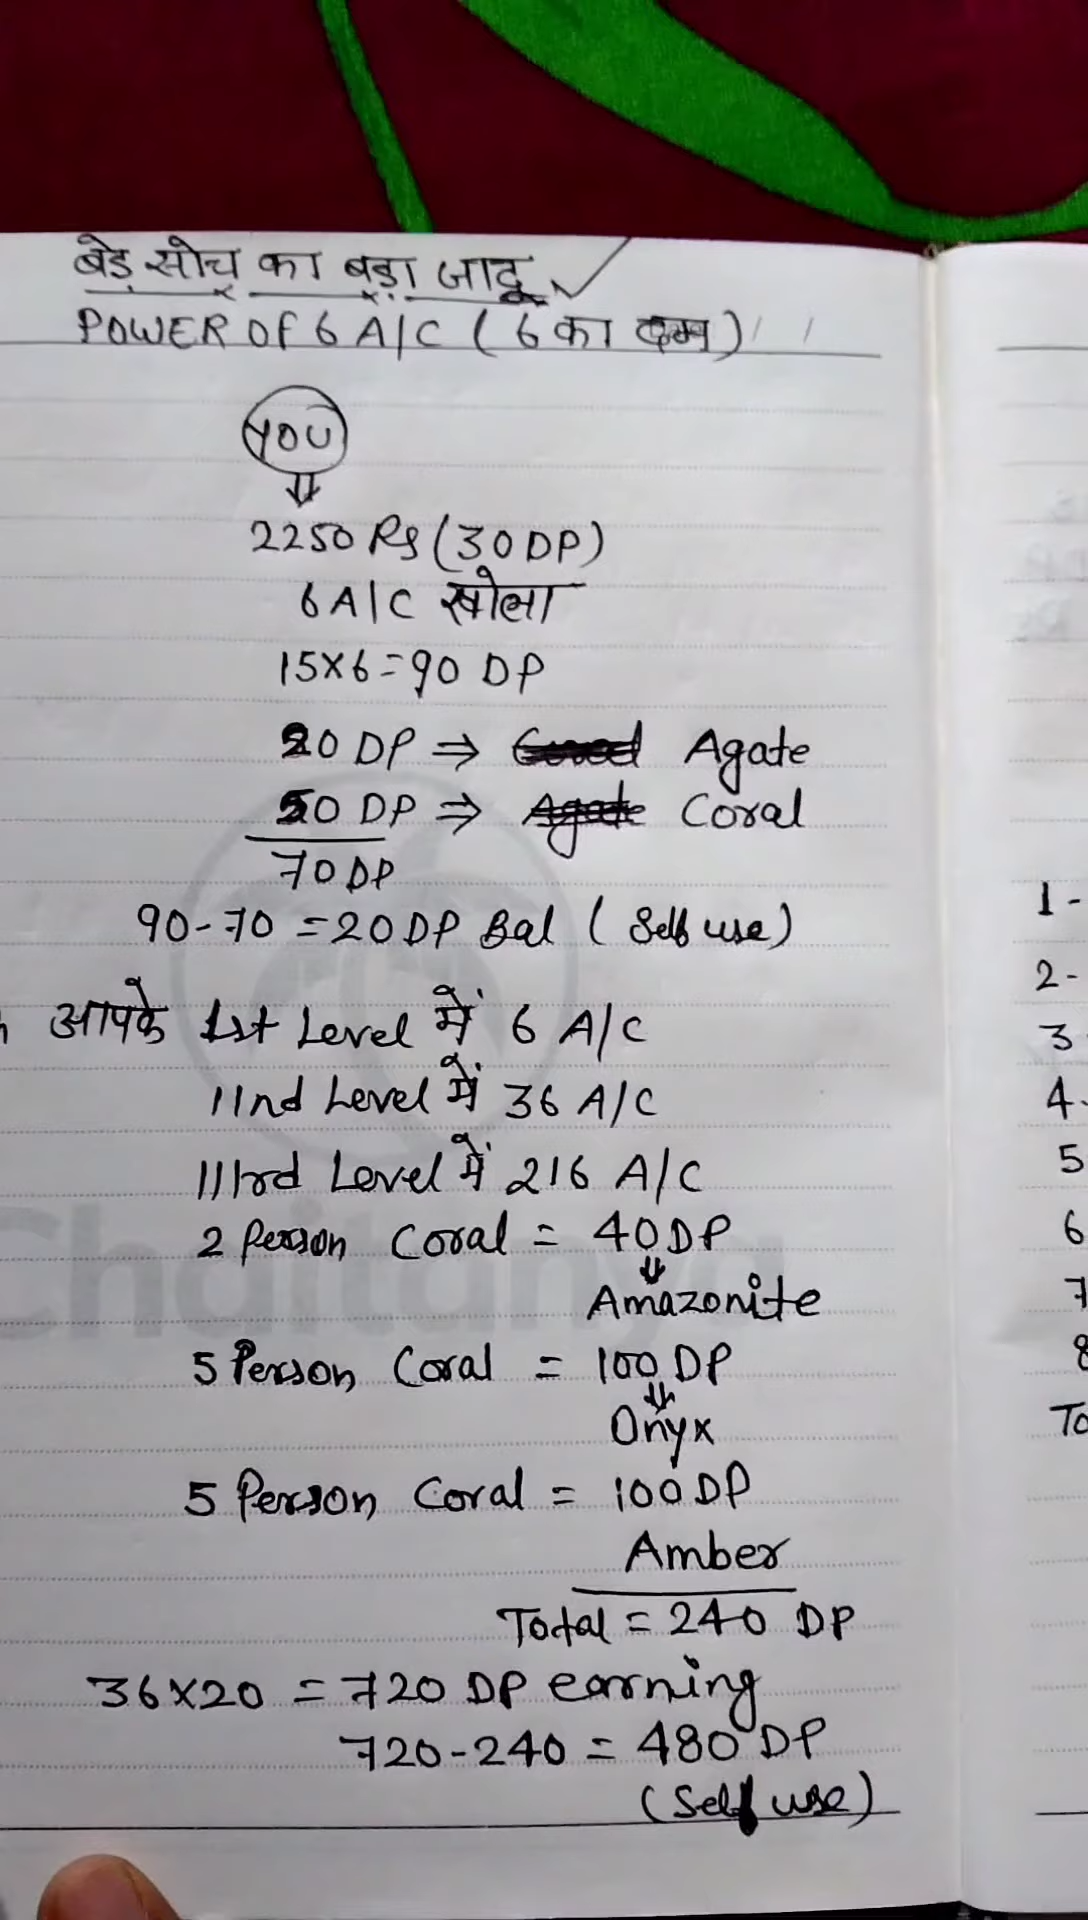 बड़े सोच का बड़ा जादू
POWER OF 6 A/C ( 6 का दम )
YOU
2250 Rs (30 DP)
6 A/C खोला
15×6=90 DP
20 DP ⇒ Agate
50 DP ⇒ Agate Coral
70 DP
90-70 = 20 DP Bal ( Self use )
आपके 1st Level में 6 A/C
IInd Level में 36 A/C
IIIrd Level में 216 A/C
2 Person Coral = 40 DP
Amazonite
5 Person Coral = 100 DP
Onyx
5 Person Coral = 100 DP
Amber
Total = 240 DP
36×20 = 720 DP earning
720-240 = 480 DP
(Self use)
Chaitanya
1-
2-
3
4-
5
6
7
8
To